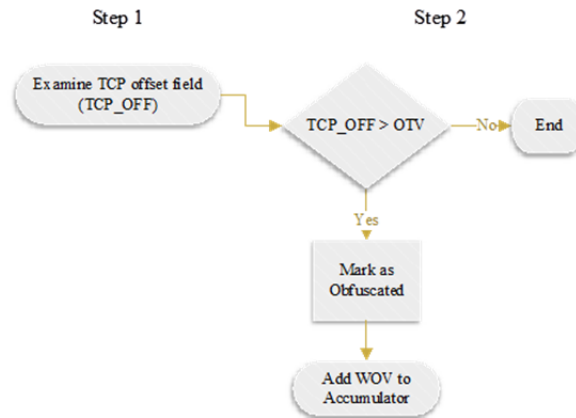 Step 1
Step 2
Examine TCP offset field
(TCP_OFF)
TCP_OFF > OTV
No
End
Yes
Mark as
Obfuscated
Add WOV to
Accumulator